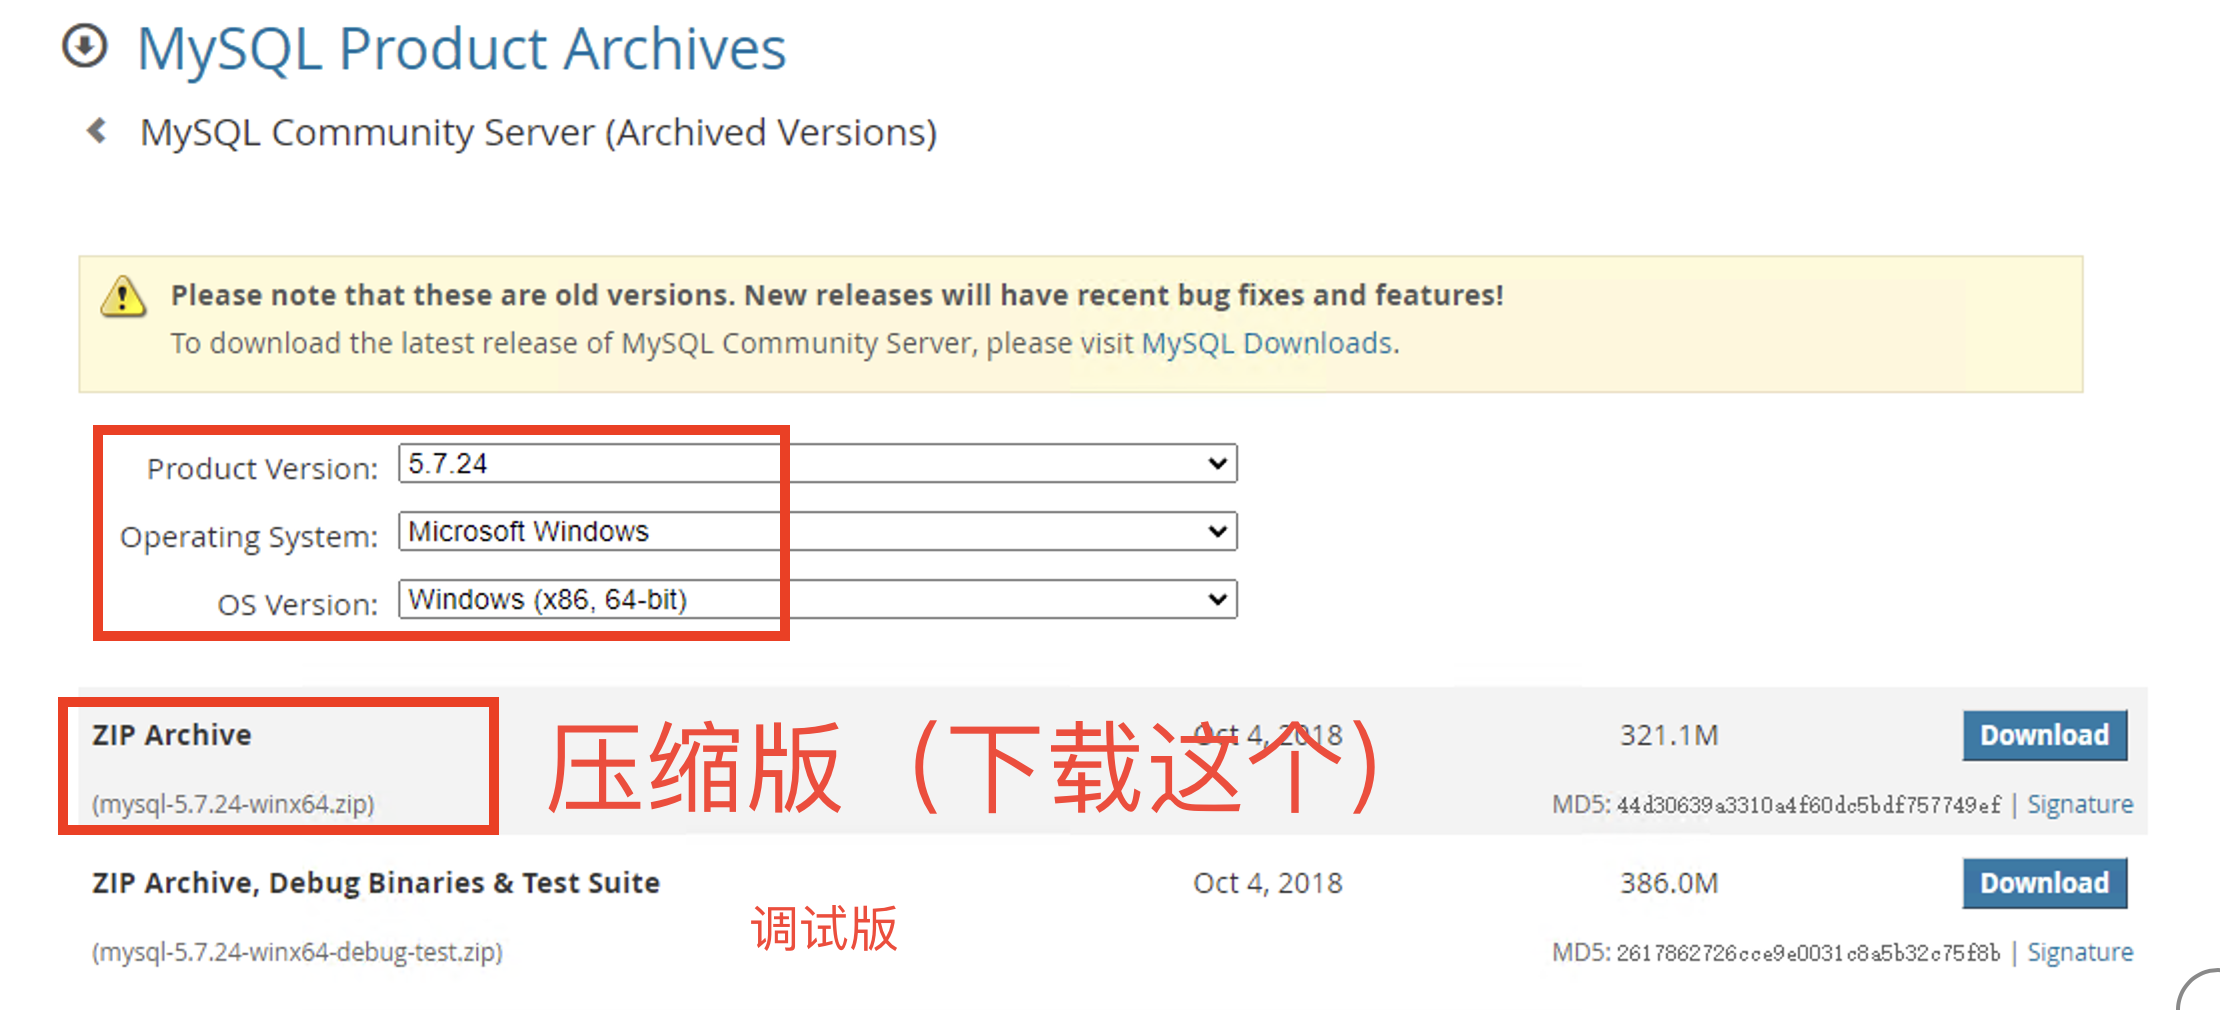 MySQL Product Archives
MySQL Community Server (Archived Versions)
Please note that these are old versions. New releases will have recent bug fixes and features!
To download the latest release of MySQL Community Server, please visit MySQL Downloads.
Product Version: 5.7.24
Operating System: Microsoft Windows
OS Version: Windows (x86, 64-bit)
ZIP Archive 压缩版（下载这个） Oct 4, 2018 321.1M Download
(mysql-5.7.24-winx64.zip) MD5: 44d30639a3310a4f60dc5bdf757749ef | Signature
ZIP Archive, Debug Binaries & Test Suite Oct 4, 2018 386.0M Download
调试版
(mysql-5.7.24-winx64-debug-test.zip) MD5: 2617862726cce9e0031c8a5b32c75f8b | Signature